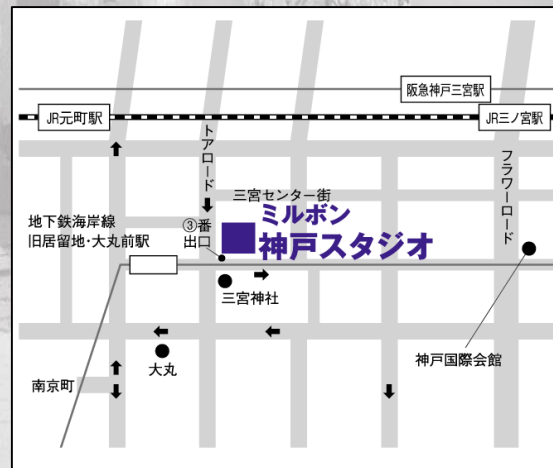 阪急神戸三宮駅
JR元町駅
JR三ノ宮駅
トアロード
フラワーロード
三宮センター街
地下鉄海岸線
旧居留地・大丸前駅
③番
出口
ミルボン
神戸スタジオ
三宮神社
大丸
神戸国際会館
南京町